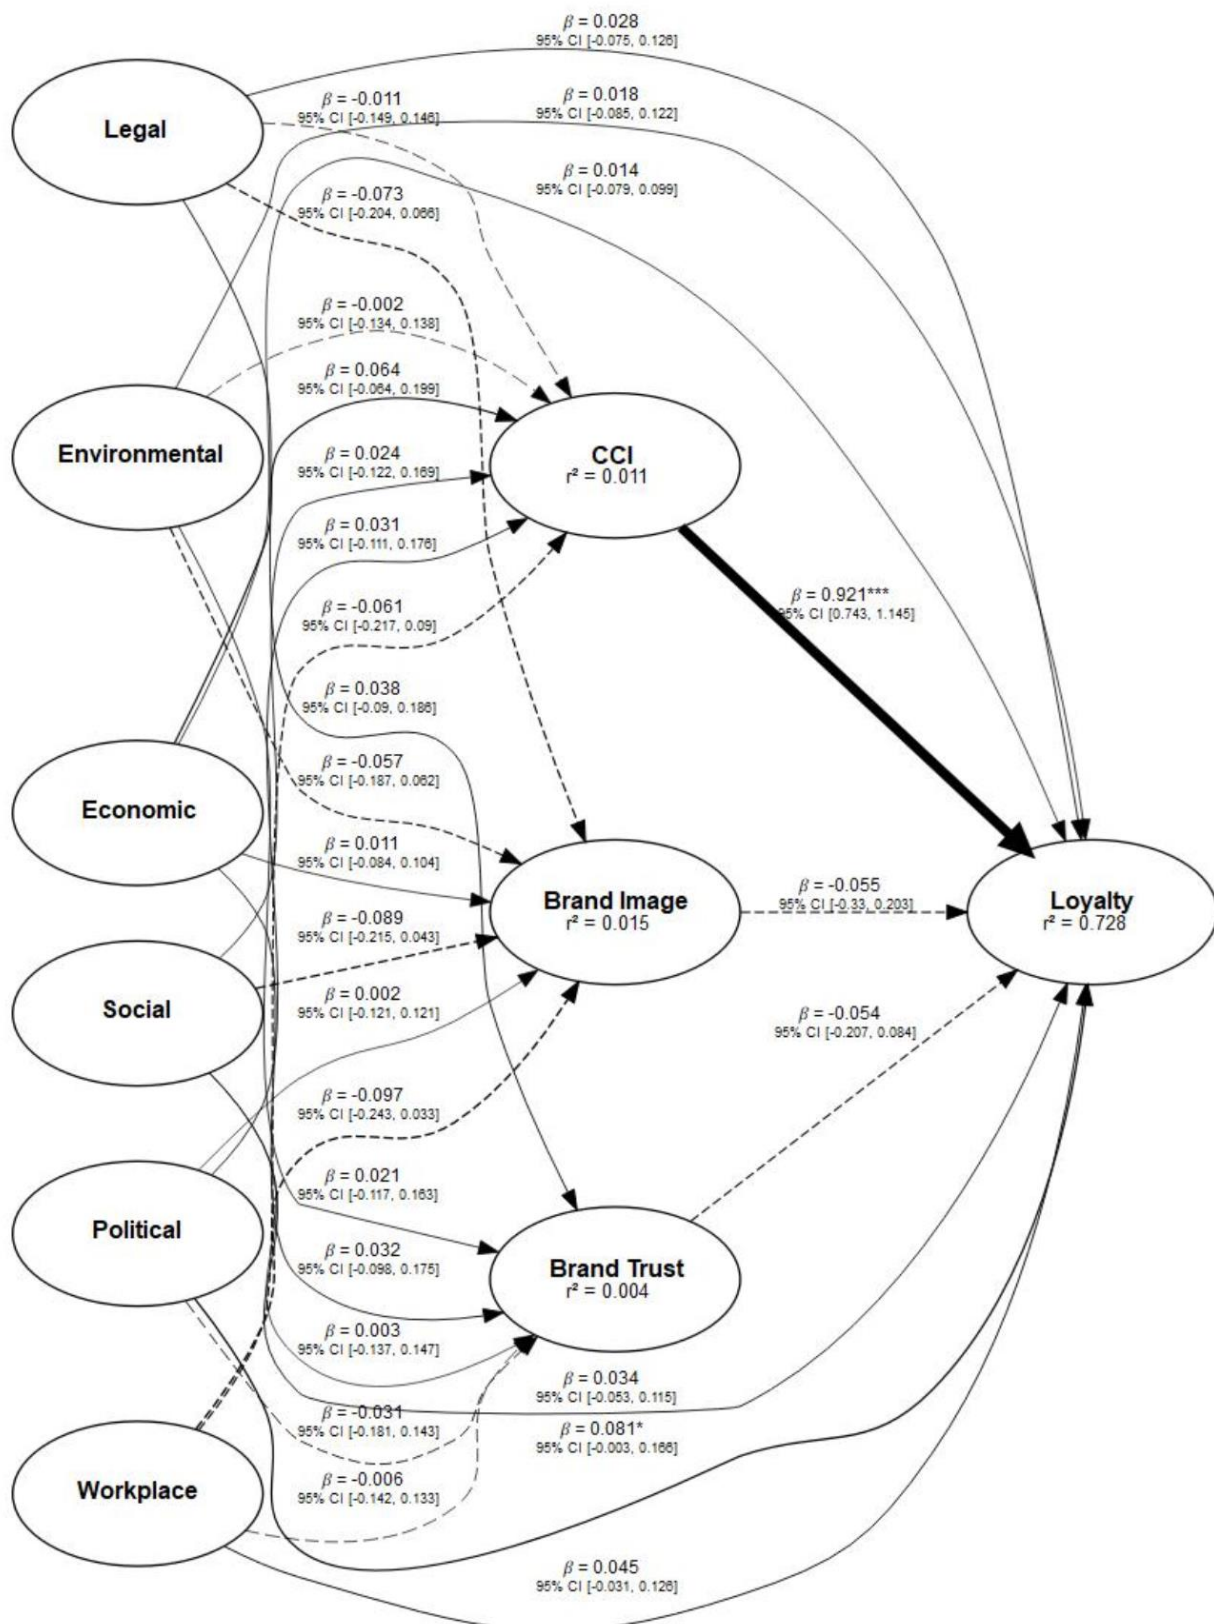 β = 0.028
95% CI [-0.075, 0.126]
Legal
β = -0.011
95% CI [-0.149, 0.146]
β = 0.018
95% CI [-0.085, 0.122]
β = -0.073
95% CI [-0.204, 0.066]
β = 0.014
95% CI [-0.079, 0.099]
β = -0.002
95% CI [-0.134, 0.138]
β = 0.064
95% CI [-0.064, 0.199]
Environmental
β = 0.024
95% CI [-0.122, 0.169]
CCI
r² = 0.011
β = 0.031
95% CI [-0.111, 0.176]
β = -0.061
95% CI [-0.217, 0.09]
β = 0.921***
95% CI [0.743, 1.145]
β = 0.038
95% CI [-0.09, 0.186]
β = -0.057
95% CI [-0.187, 0.062]
Economic
β = 0.011
95% CI [-0.084, 0.104]
Brand Image
r² = 0.015
β = -0.055
95% CI [-0.33, 0.203]
Loyalty
r² = 0.728
β = -0.089
95% CI [-0.215, 0.043]
Social
β = 0.002
95% CI [-0.121, 0.121]
β = -0.054
95% CI [-0.207, 0.084]
β = -0.097
95% CI [-0.243, 0.033]
β = 0.021
95% CI [-0.117, 0.163]
Political
β = 0.032
95% CI [-0.098, 0.175]
Brand Trust
r² = 0.004
β = 0.003
95% CI [-0.137, 0.147]
β = 0.034
95% CI [-0.053, 0.115]
β = -0.031
95% CI [-0.181, 0.143]
β = 0.081*
95% CI [-0.003, 0.166]
Workplace
β = -0.006
95% CI [-0.142, 0.133]
β = 0.045
95% CI [-0.031, 0.126]